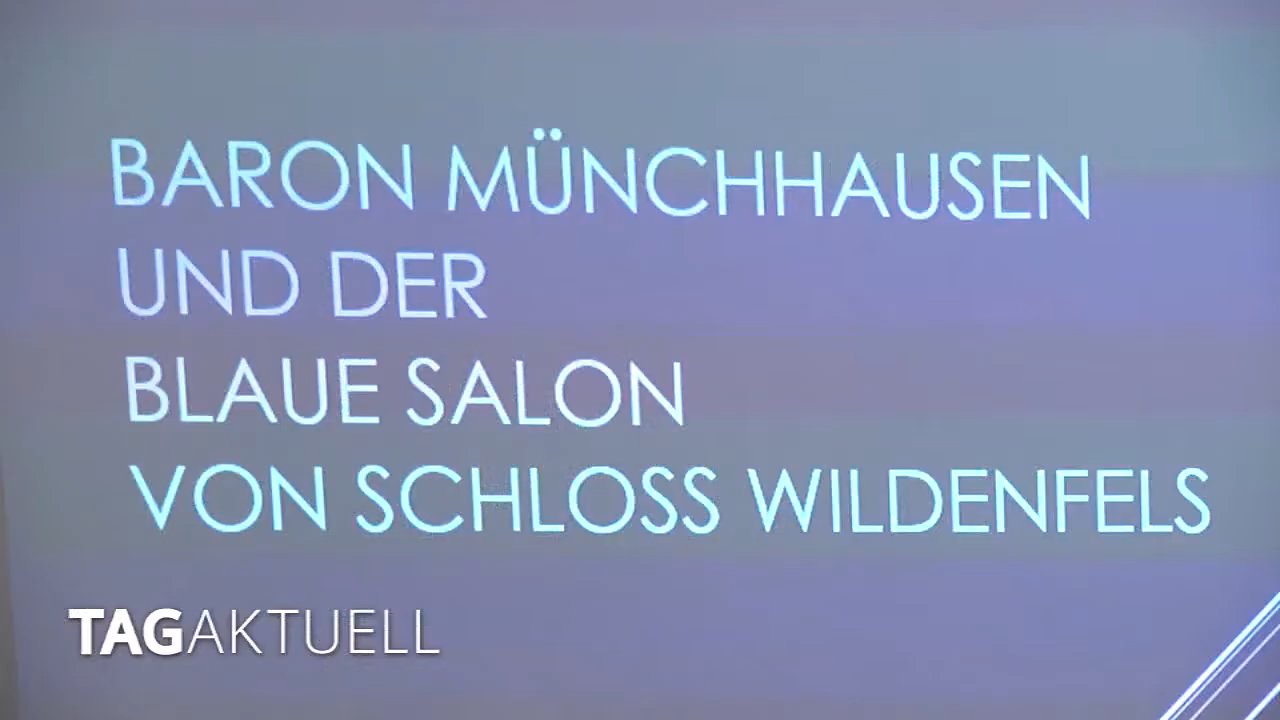 BARON MÜNCHHAUSEN
UND DER
BLAUE SALON
VON SCHLOSS WILDENFELS
TAGAKTUELL